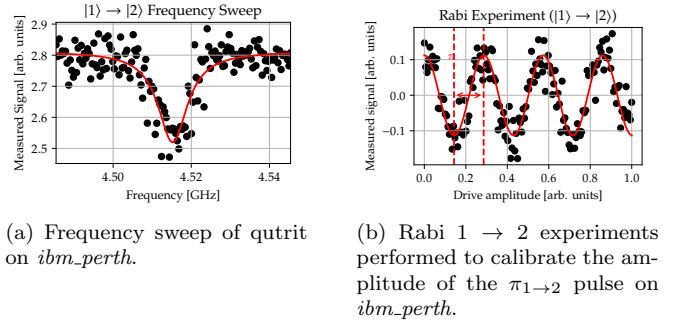 |1⟩ → |2⟩ Frequency Sweep
Measured Signal [arb. units]
2.9
2.8
2.7
2.6
2.5
4.50
4.52
4.54
Frequency [GHz]
Rabi Experiment (|1⟩ → |2⟩)
Measured signal [arb. units]
0.1
0.0
−0.1
0.0
0.2
0.4
0.6
0.8
1.0
Drive amplitude [arb. units]
(a) Frequency sweep of qutrit
on ibm_perth.
(b) Rabi 1 → 2 experiments
performed to calibrate the am-
plitude of the π1→2 pulse on
ibm_perth.